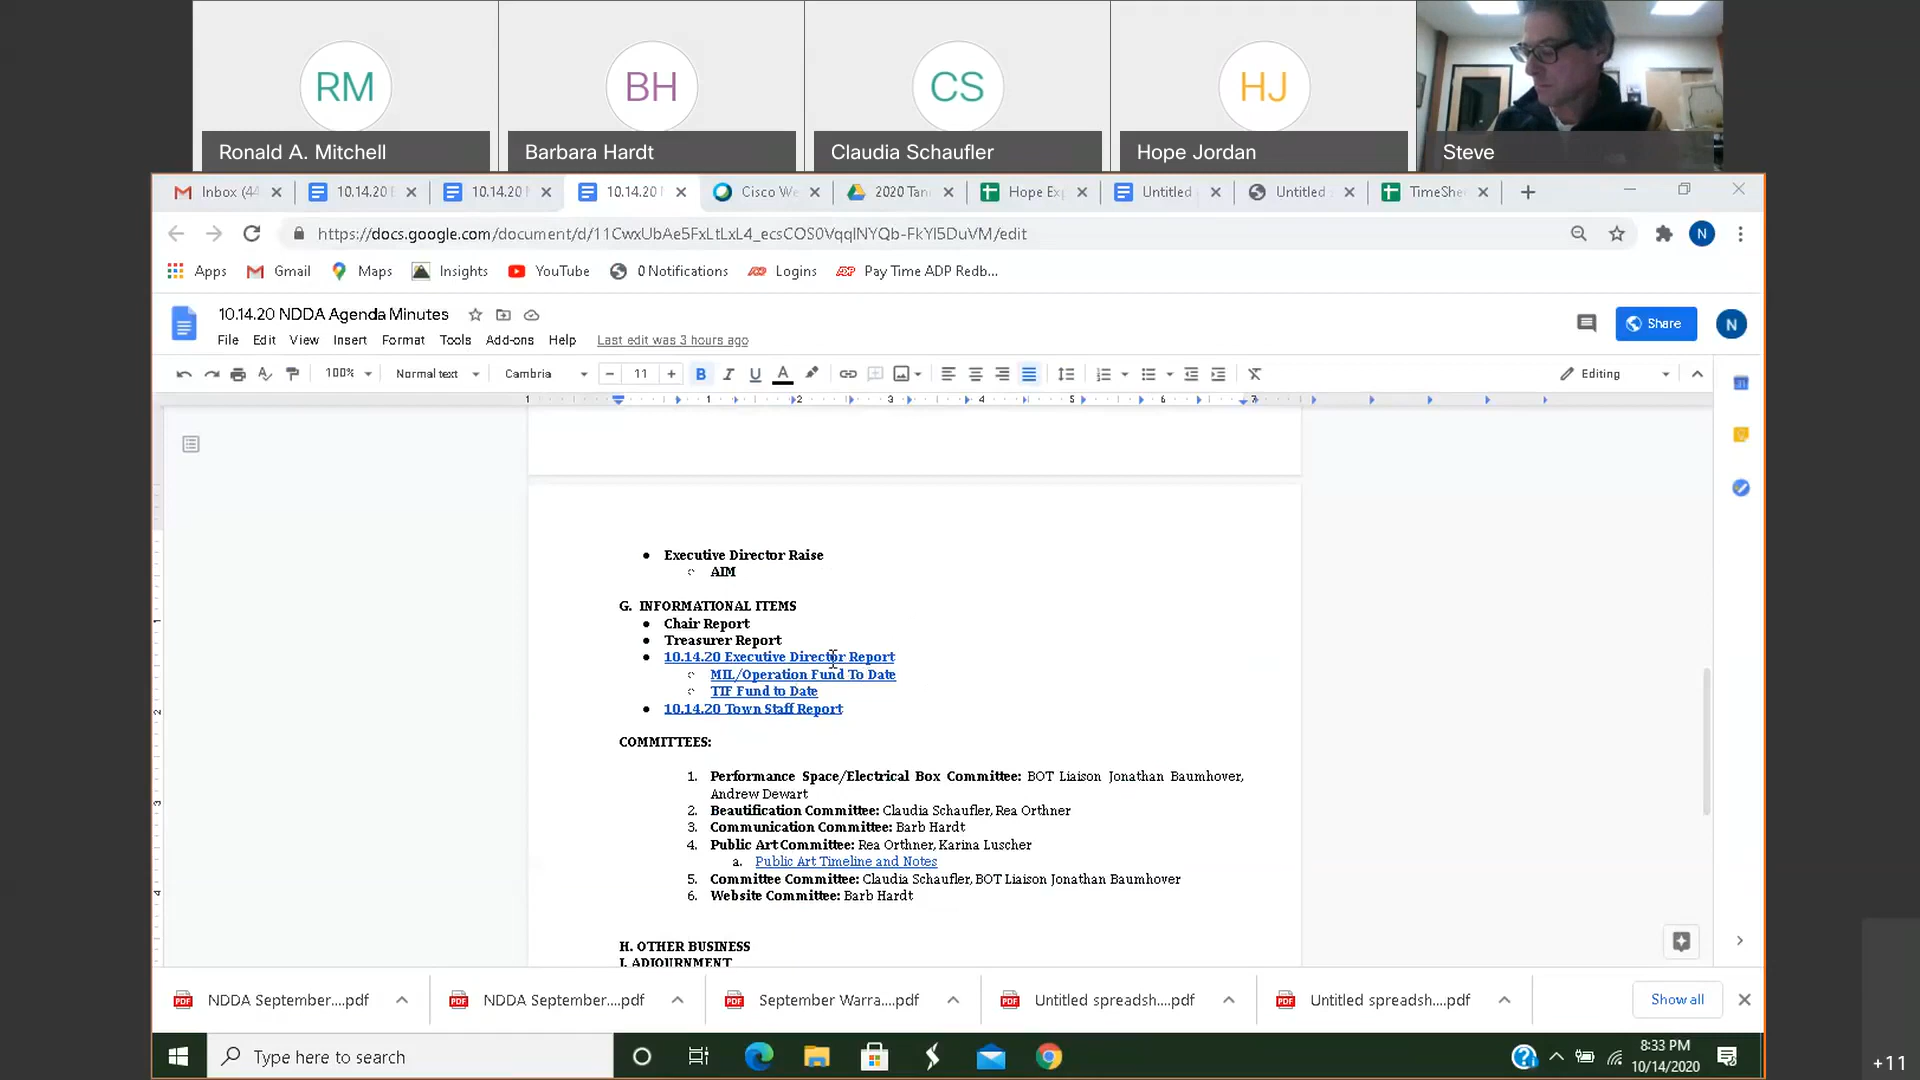 RM BH CS HJ
Ronald A. Mitchell Barbara Hardt Claudia Schaufler Hope Jordan Steve
Inbox (44 10.14.20 10.14.20 10.14.20 Cisco We 2020 Tan Hope Ex Untitled Untitled TimeShe
https://docs.google.com/document/d/
Apps Gmail Maps Insights YouTube 0 Notifications Logins Pay Time ADP Redb...
10.14.20 NDDA Agenda Minutes
Share N
File Edit View Insert Format Tools Add-ons Help Last edit was 3 hours ago
100% Normal text Cambria 11 B I U A Editing
1 1 2 3 4 5 6 7
● Executive Director Raise
○ AIM
G. INFORMATIONAL ITEMS
● Chair Report
● Treasurer Report
● 10.14.20 Executive Director Report
○ MIL/Operation Fund To Date
○ TIF Fund to Date
● 10.14.20 Town Staff Report
COMMITTEES:
1. Performance Space/Electrical Box Committee: BOT Liaison Jonathan Baumhover,
Andrew Dewart
2. Beautification Committee: Claudia Schaufler, Rea Orthner
3. Communication Committee: Barb Hardt
4. Public Art Committee: Rea Orthner, Karina Luscher
a. Public Art Timeline and Notes
5. Committee Committee: Claudia Schaufler, BOT Liaison Jonathan Baumhover
6. Website Committee: Barb Hardt
H. OTHER BUSINESS
I. ADJOURNMENT
NDDA September....pdf NDDA September....pdf September Warra....pdf Untitled spreadsh....pdf Untitled spreadsh....pdf Show all
Type here to search
8:33 PM
10/14/2020
+11